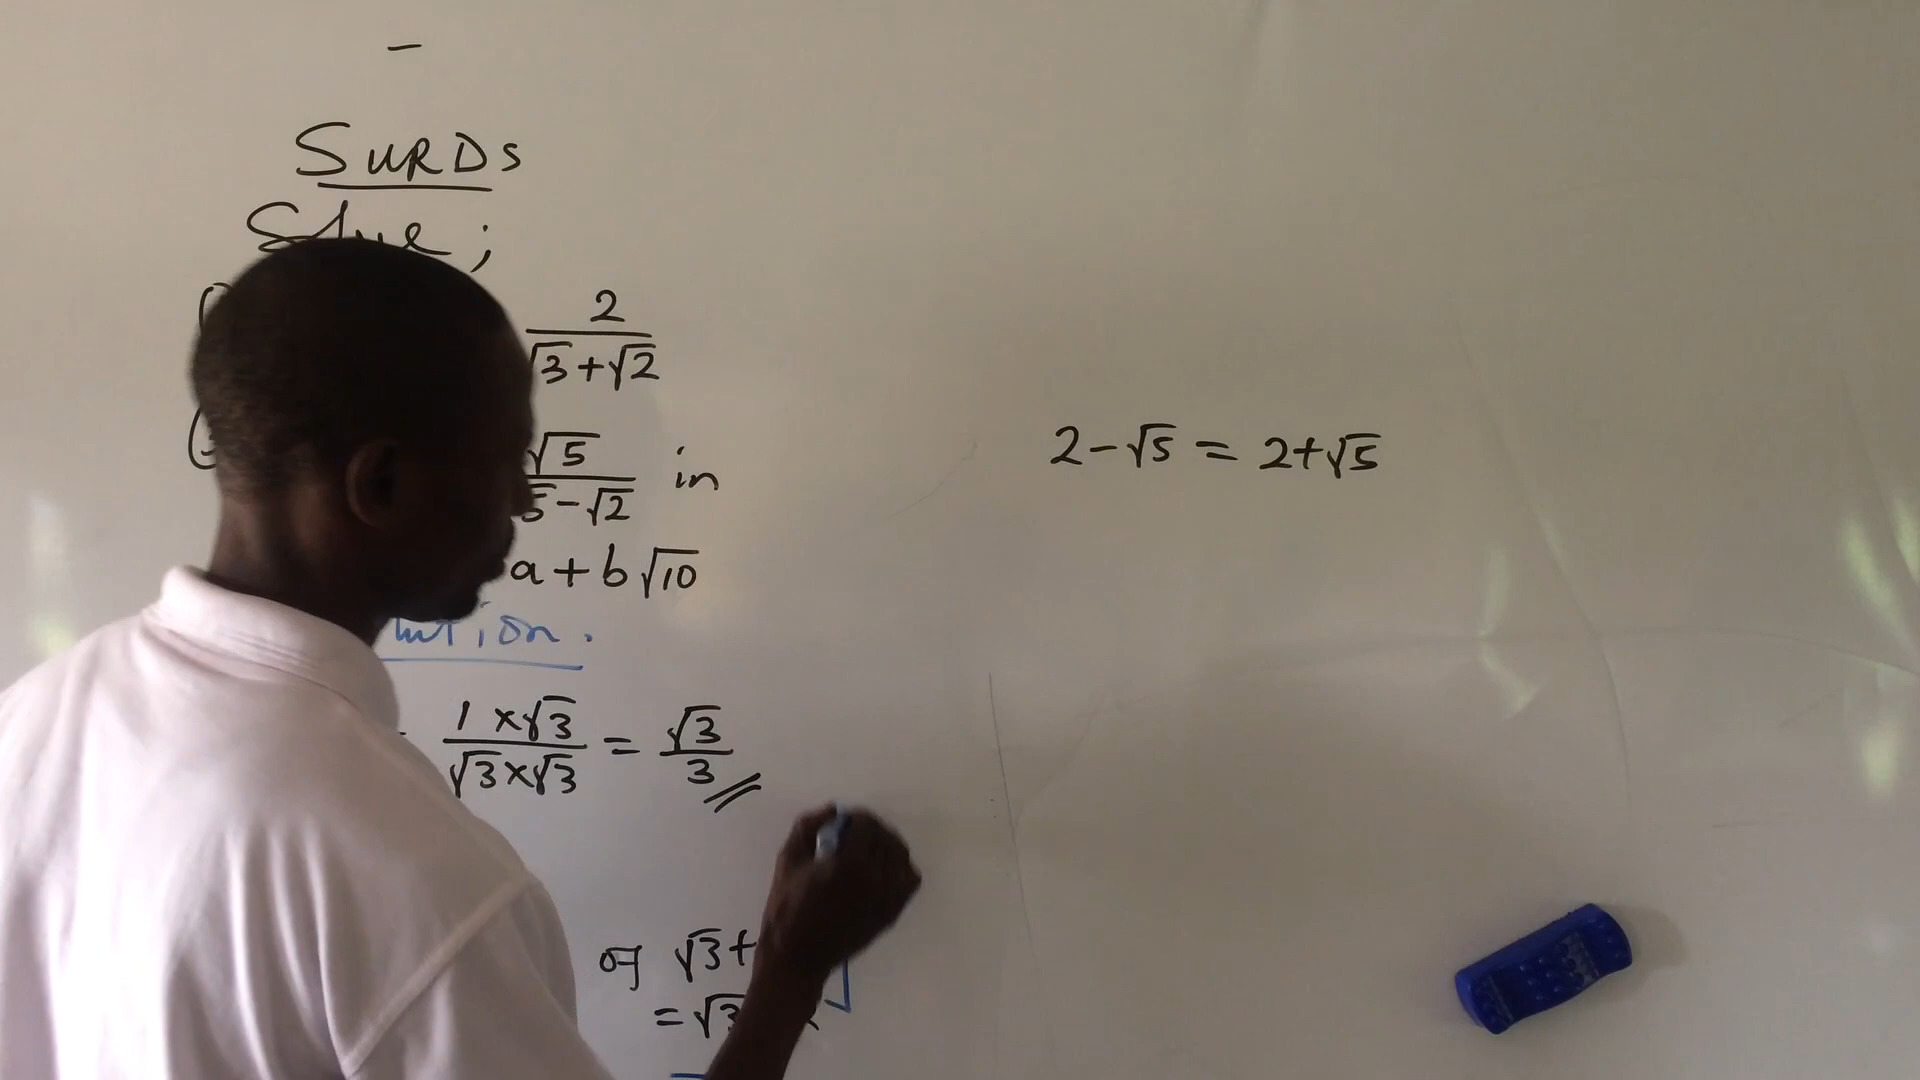 SURDS
Solve;
2
√3+√2
√5
5-√2 in
a+b√10
lution.
1×√3 = √3
√3×√3 3
of √3+
=√3
2-√5 = 2+√5